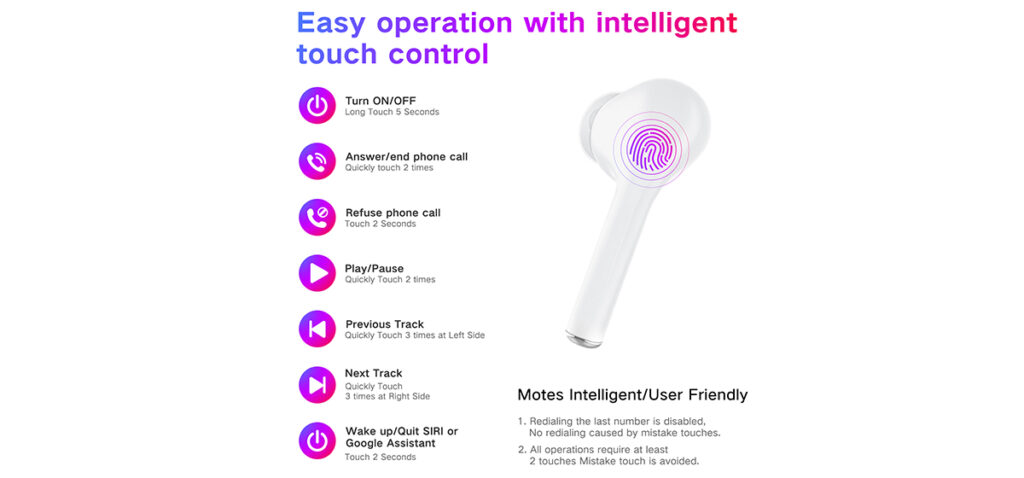 Easy operation with intelligent
touch control
Turn ON/OFF
Long Touch 5 Seconds
Answer/end phone call
Quickly touch 2 times
Refuse phone call
Touch 2 Seconds
Play/Pause
Quickly Touch 2 times
Previous Track
Quickly Touch 3 times at Left Side
Next Track
Quickly Touch
3 times at Right Side
Wake up/Quit SIRI or
Google Assistant
Touch 2 Seconds
Motes Intelligent/User Friendly
1. Redialing the last number is disabled,
No redialing caused by mistake touches.
2. All operations require at least
2 touches Mistake touch is avoided.